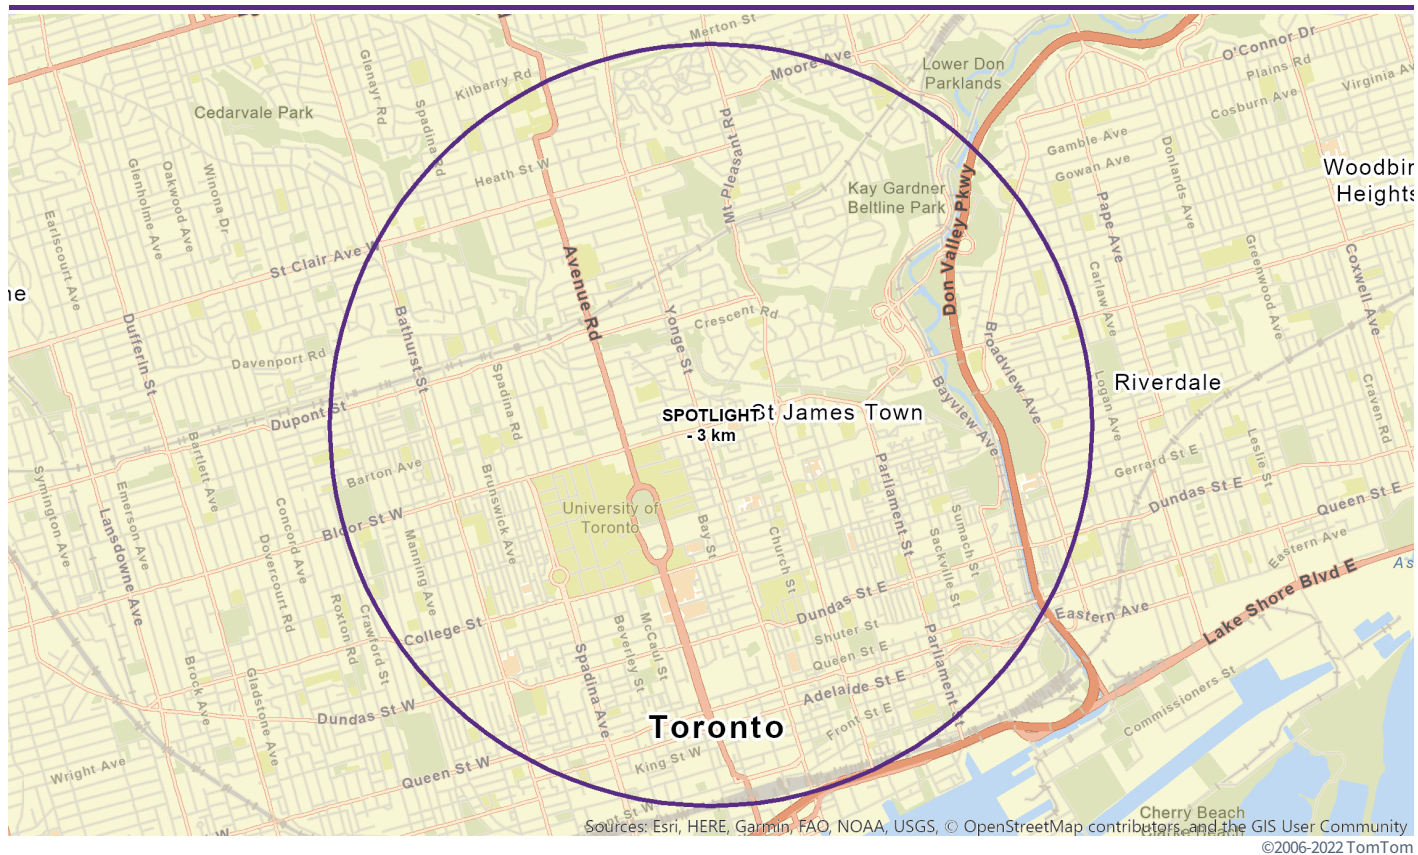 Merton St
O'Connor Dr
Moore Ave
Lower Don
Parklands
Plains Rd
Glenayr Rd
Kilbarry Rd
Virginia Av
Cedarvale Park
Spadina Rd
Cosburn Ave
Mt Pleasant Rd
Gamble Ave
Donlands Ave
Woodbin
Heights
Glenholme Ave
Oakwood Ave
Winona Dr
Heath St W
Gowan Ave
Kay Gardner
Beltline Park
Don Valley Pkwy
Pape Ave
Earlscourt Ave
St Clair Ave W
Avenue Rd
Carlaw Ave
Greenwood Ave
Coxwell Ave
ne
Dufferin St
Bathurst St
Yonge St
Crescent Rd
Broadview Ave
Davenport Rd
Spadina Rd
Bayview Ave
Logan Ave
Riverdale
Craven Rd
Dupont St
SPOTLIGHT
- 3 km
St James Town
Bartlett Ave
Barton Ave
Brunswick Ave
Parliament St
Gerrard St E
Leslie St
Symington Ave
Emerson Ave
Lansdowne Ave
Concord Ave
Dovercourt Rd
Bloor St W
Manning Ave
University of
Toronto
Bay St
Church St
Sackville St
Sumach St
Dundas St E
Queen St E
Eastern Ave
A's
Lake Shore Blvd E
Roxton Rd
Crawford St
College St
Beverley St
McCaul St
Dundas St E
Shuter St
Queen St E
Eastern Ave
Parliament St
Brock Ave
Gladstone Ave
Spadina Ave
Adelaide St E
Commissioners St
Dundas St W
Toronto
Front St E
Wright Ave
Queen St W
King St W
St W
Cherry Beach
Clarke Beach
Sources: Esri, HERE, Garmin, FAO, NOAA, USGS, © OpenStreetMap contributors, and the GIS User Community
©2006-2022 TomTom